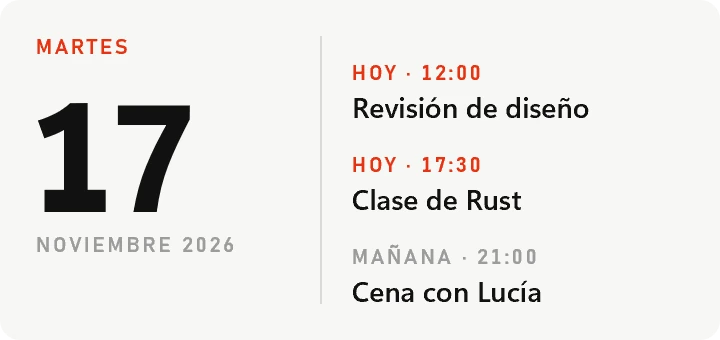 MARTES
17
NOVIEMBRE 2026
HOY · 12:00
Revisión de diseño
HOY · 17:30
Clase de Rust
MAÑANA · 21:00
Cena con Lucía